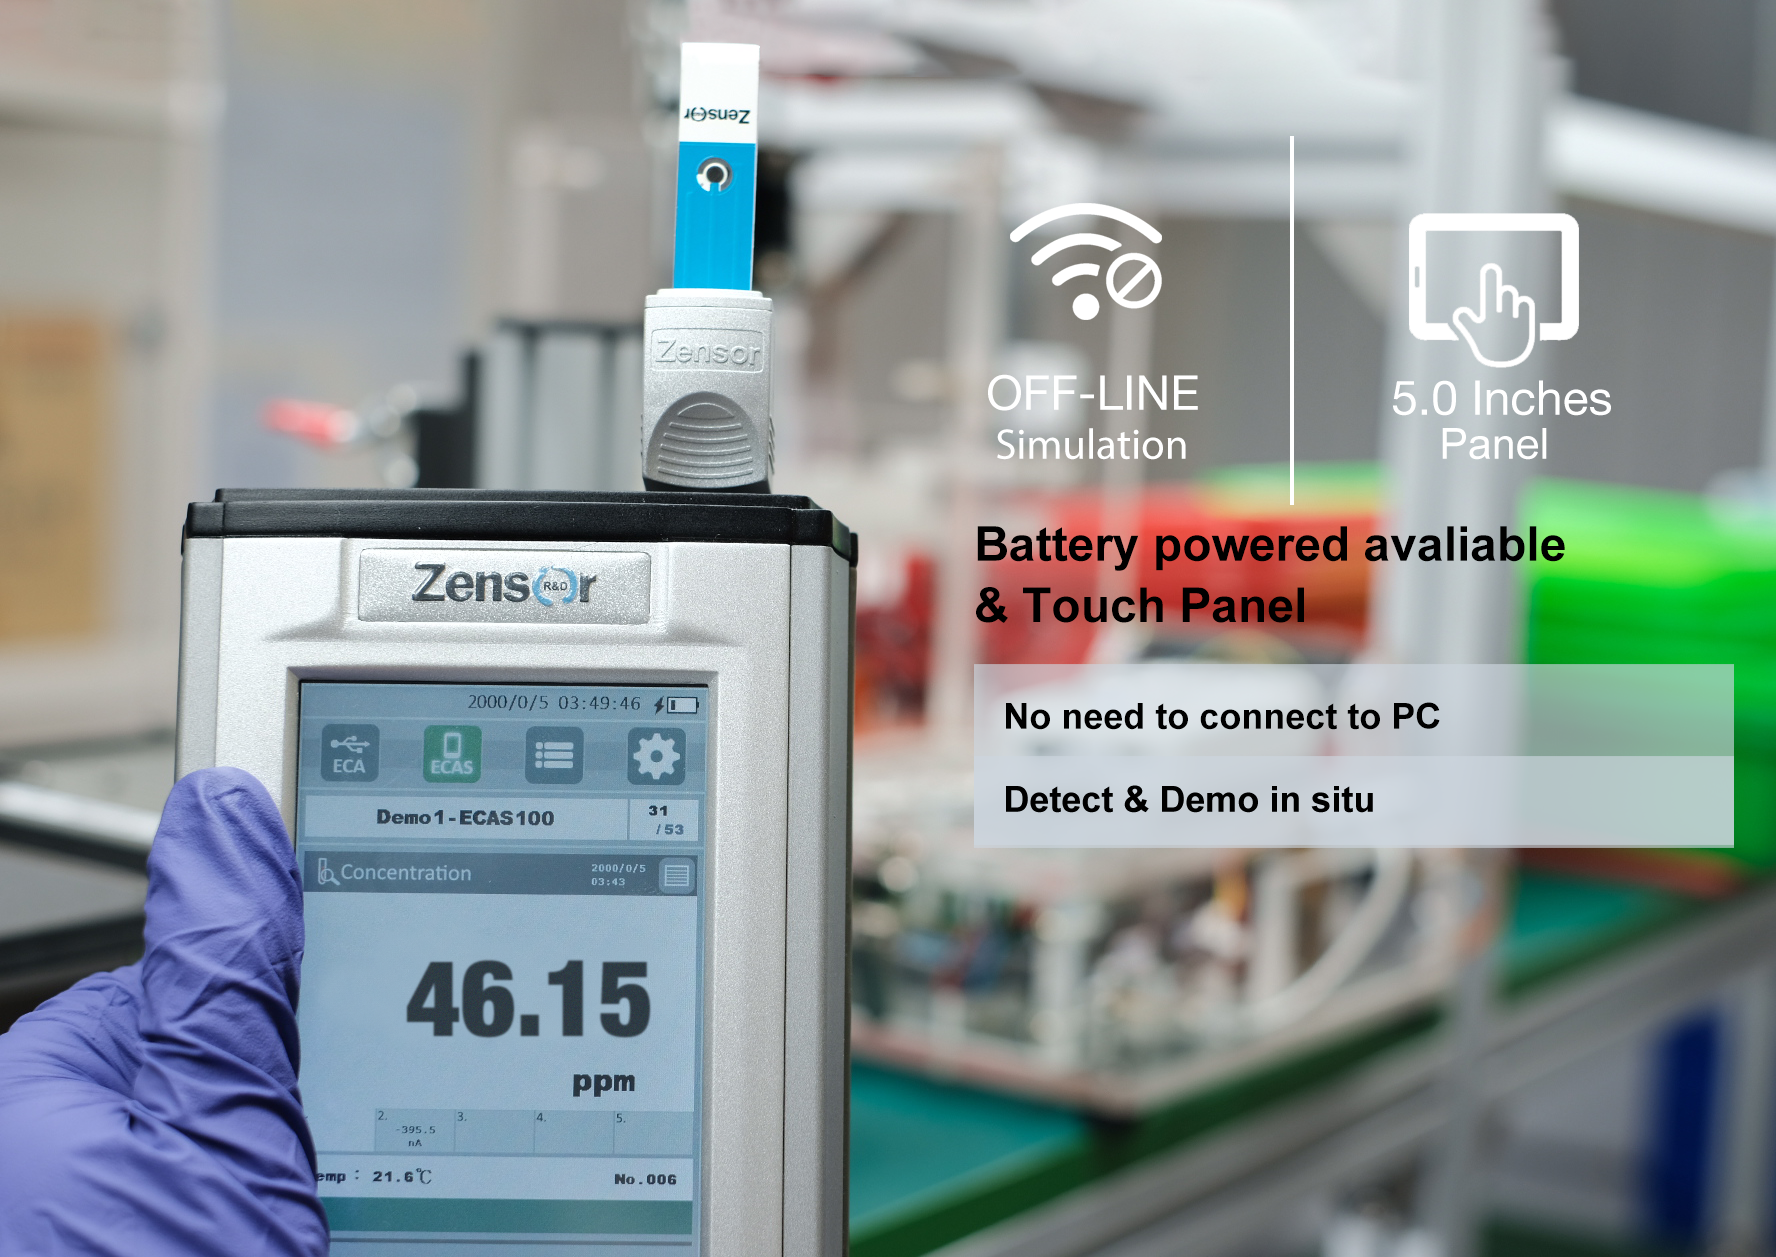 Zensor
Zensor
Zensor
R&D
2000/0/5 03:49:46
ECA
ECAS
Demo1-ECAS100
31
/53
Concentration
2000/0/5
03:43
46.15
ppm
2.
-395.5
nA
3.
4.
5.
emp : 21.6℃
No.006
OFF-LINE
Simulation
5.0 Inches
Panel
Battery powered avaliable
& Touch Panel
No need to connect to PC
Detect & Demo in situ